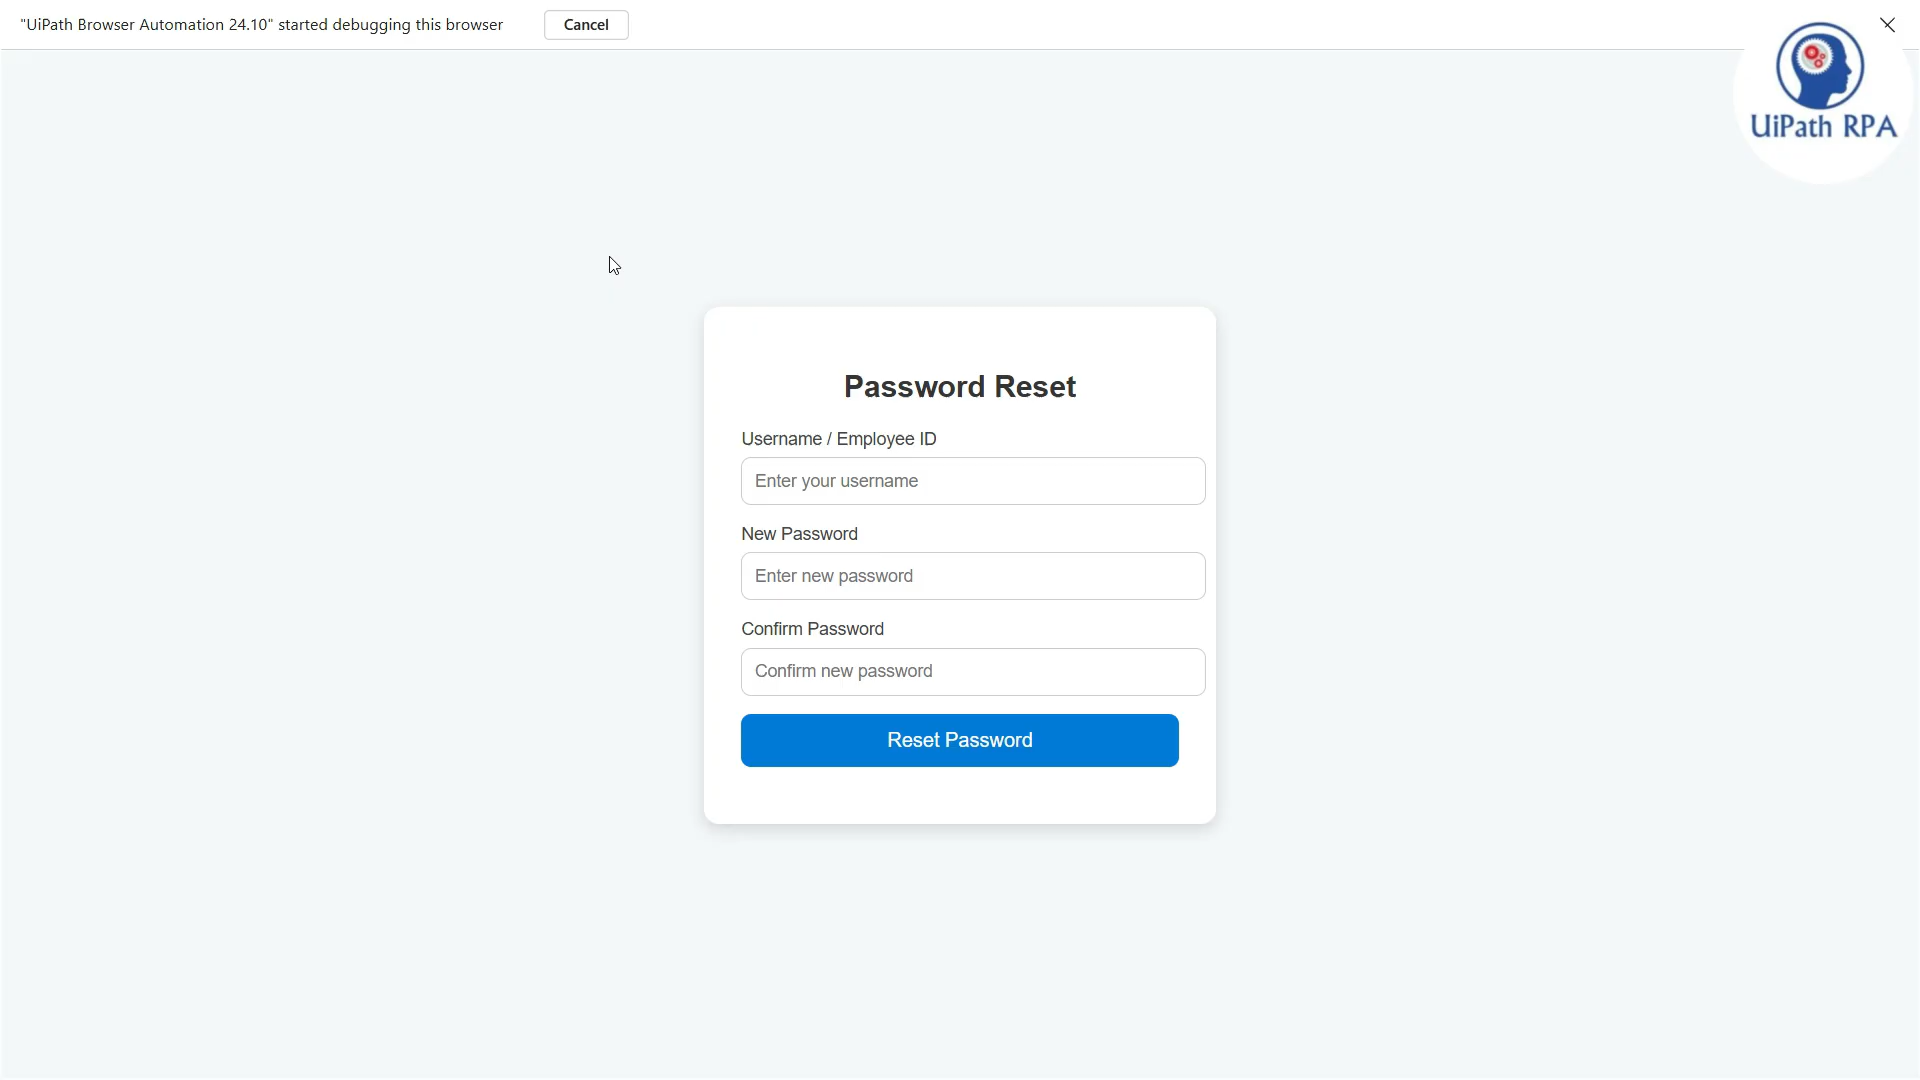 "UiPath Browser Automation 24.10" started debugging this browser
Cancel
UiPath RPA
Password Reset
Username / Employee ID
Enter your username
New Password
Enter new password
Confirm Password
Confirm new password
Reset Password